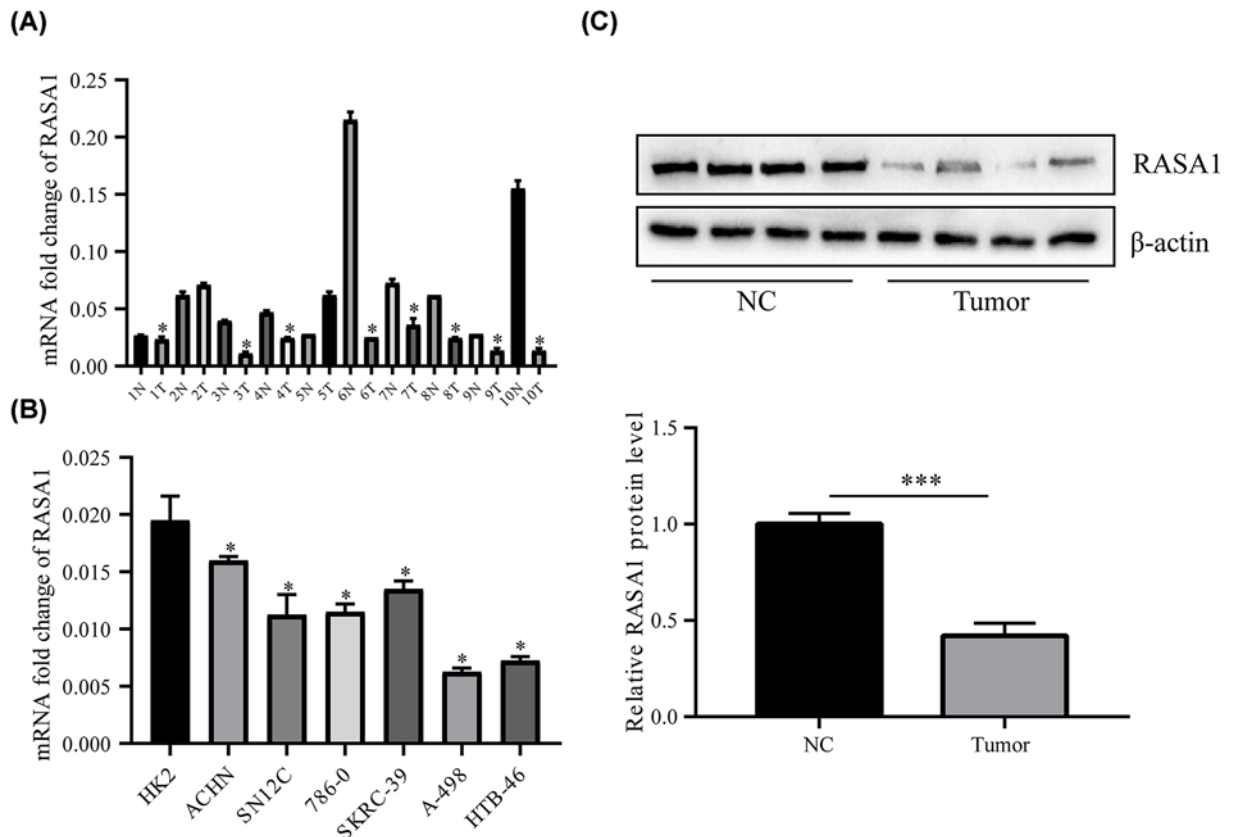 (A)
mRNA fold change of RASA1
0.25
0.20
0.15
0.10
0.05
0.00
* * * * * * * *
1N 1T 2N 2T 3N 3T 4N 4T 5N 5T 6N 6T 7N 7T 8N 8T 9N 9T 10N 10T
(B)
mRNA fold change of RASA1
0.025
0.020
0.015
0.010
0.005
0.000
* * * * * *
HK2 ACHN SN12C 786-0 SKRC-39 A-498 HTB-46
(C)
RASA1
β-actin
NC Tumor
Relative RASA1 protein level
1.5
1.0
0.5
0.0
***
NC Tumor